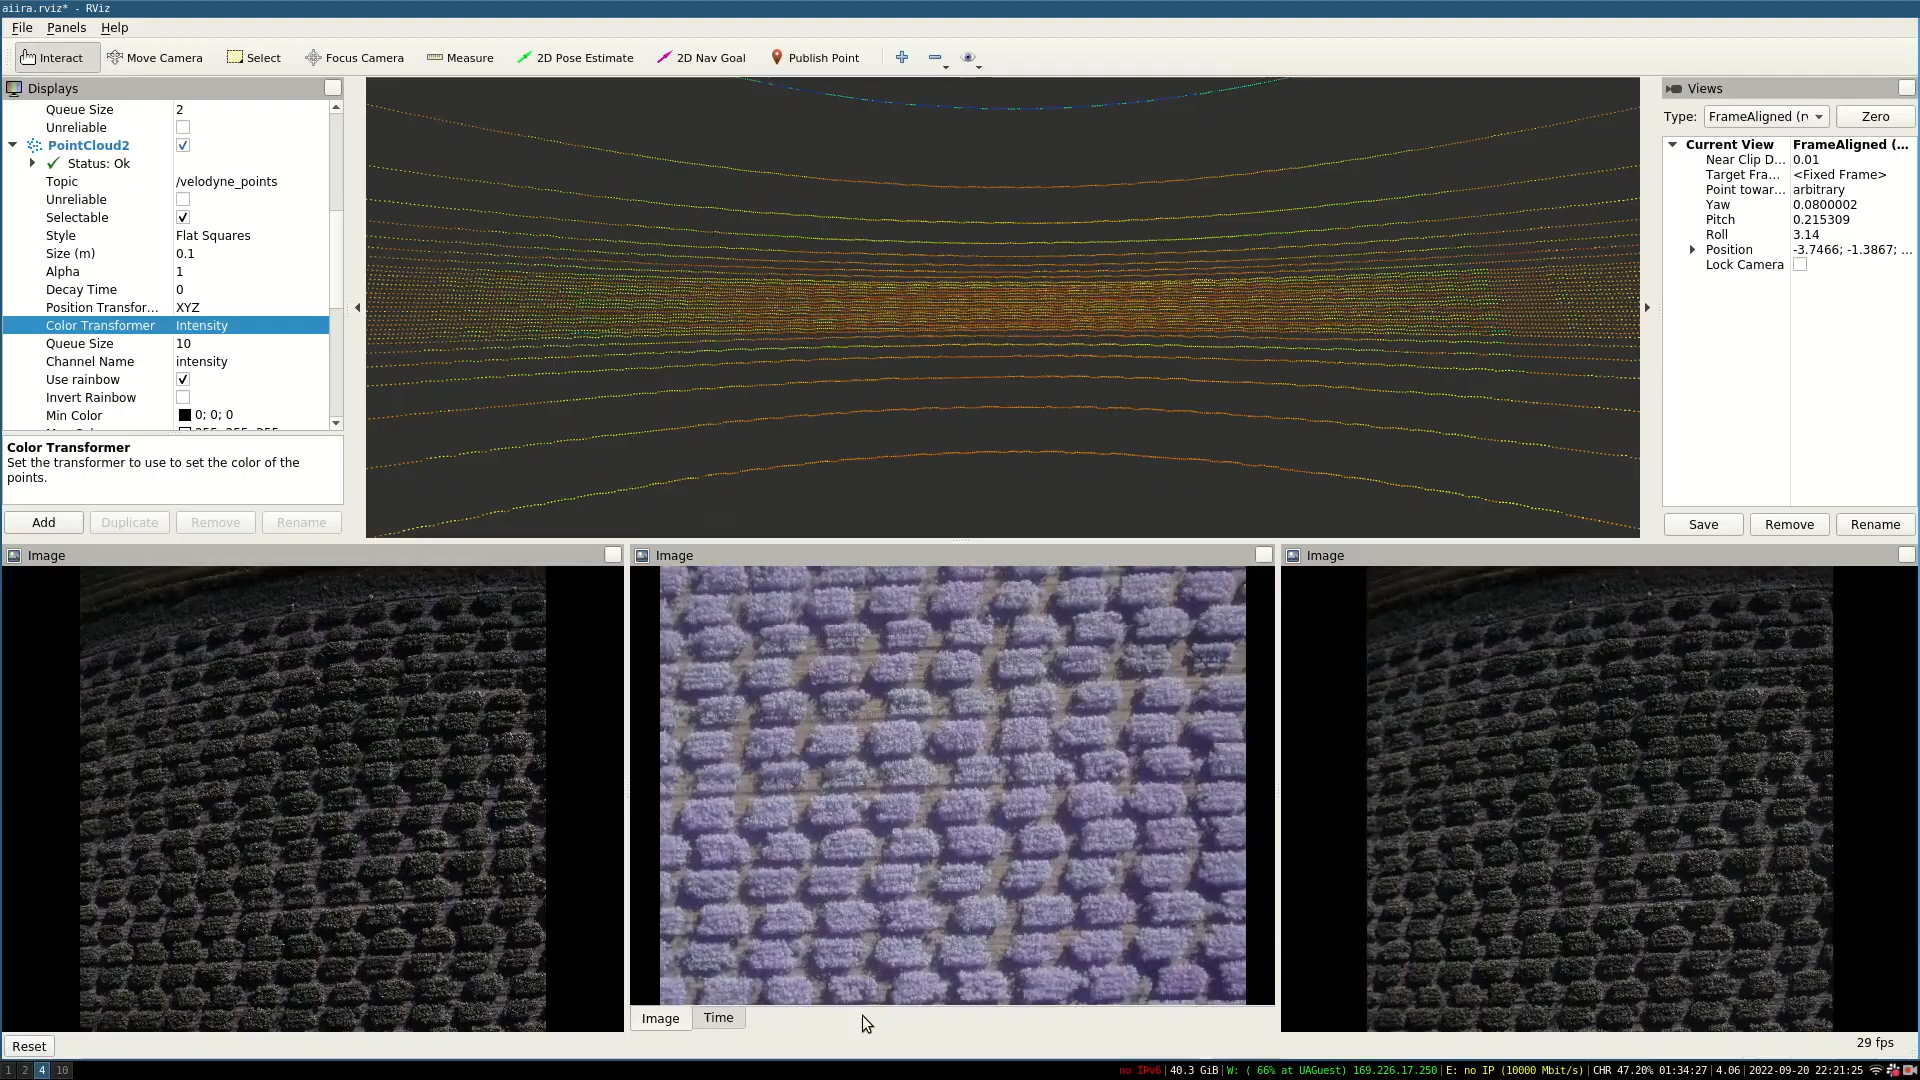 aiira.rviz* - RViz
File Panels Help
Interact Move Camera Select Focus Camera Measure 2D Pose Estimate 2D Nav Goal Publish Point
Displays
Queue Size 2
Unreliable
PointCloud2
Status: Ok
Topic /velodyne_points
Unreliable
Selectable
Style Flat Squares
Size (m) 0.1
Alpha 1
Decay Time 0
Position Transfor... XYZ
Color Transformer Intensity
Queue Size 10
Channel Name intensity
Use rainbow
Invert Rainbow
Min Color 0; 0; 0
Color Transformer
Set the transformer to use to set the color of the
points.
Add Duplicate Remove Rename
Views
Type: FrameAligned (r Zero
Current View FrameAligned (...
Near Clip D... 0.01
Target Fra... <Fixed Frame>
Point towar... arbitrary
Yaw 0.0800002
Pitch 0.215309
Roll 3.14
Position -3.7466; -1.3867; ...
Lock Camera
Save Remove Rename
Image
Image
Image
Image Time
Reset
29 fps
1 2 4 10
no IPv6 | 40.3 GiB | W: ( 66% at UAGuest) 169.226.17.250 | E: no IP (10000 Mbit/s) | CHR 47.20% 01:34:27 | 4.06 | 2022-09-20 22:21:25